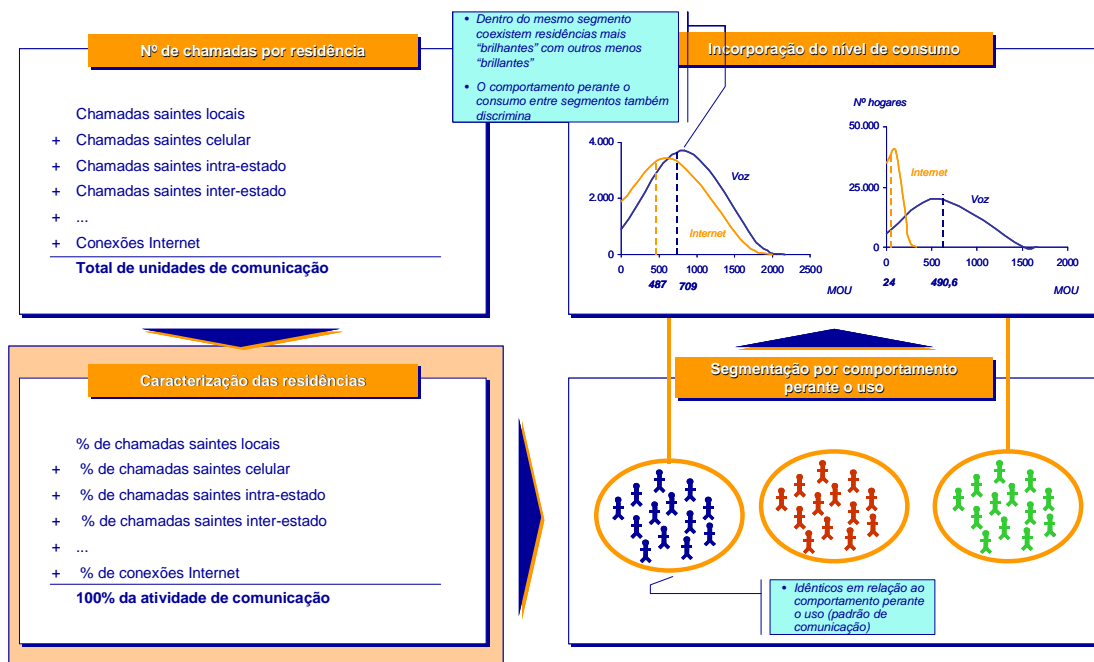 Nº de chamadas por residência
Chamadas saintes locais
+ Chamadas saintes celular
+ Chamadas saintes intra-estado
+ Chamadas saintes inter-estado
+ ...
+ Conexões Internet
Total de unidades de comunicação
• Dentro do mesmo segmento
coexistem residências mais
“brilhantes” com outros menos
“brillantes”
• O comportamento perante o
consumo entre segmentos também
discrimina
Incorporação do nível de consumo
4.000
2.000
0
Voz
Internet
0 500 1000 1500 2000 2500
487 709
MOU
Nº hogares
50.000
25.000
0
Internet
Voz
0 500 1000 1500 2000
24 490,6
MOU
Caracterização das residências
% de chamadas saintes locais
+ % de chamadas saintes celular
+ % de chamadas saintes intra-estado
+ % de chamadas saintes inter-estado
+ ...
+ % de conexões Internet
100% da atividade de comunicação
Segmentação por comportamento
perante o uso
• Idênticos em relação ao
comportamento perante
o uso (padrão de
comunicação)